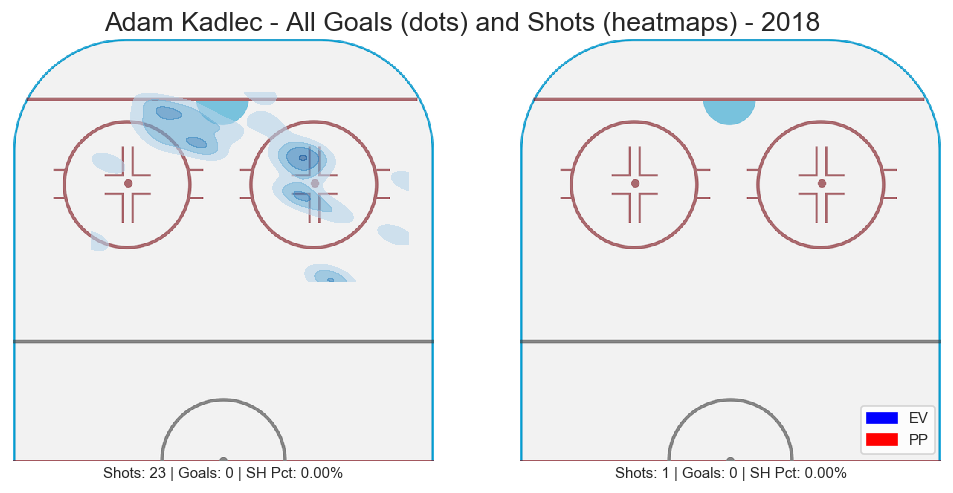 Adam Kadlec - All Goals (dots) and Shots (heatmaps) - 2018
EV
PP
Shots: 23 | Goals: 0 | SH Pct: 0.00%
Shots: 1 | Goals: 0 | SH Pct: 0.00%